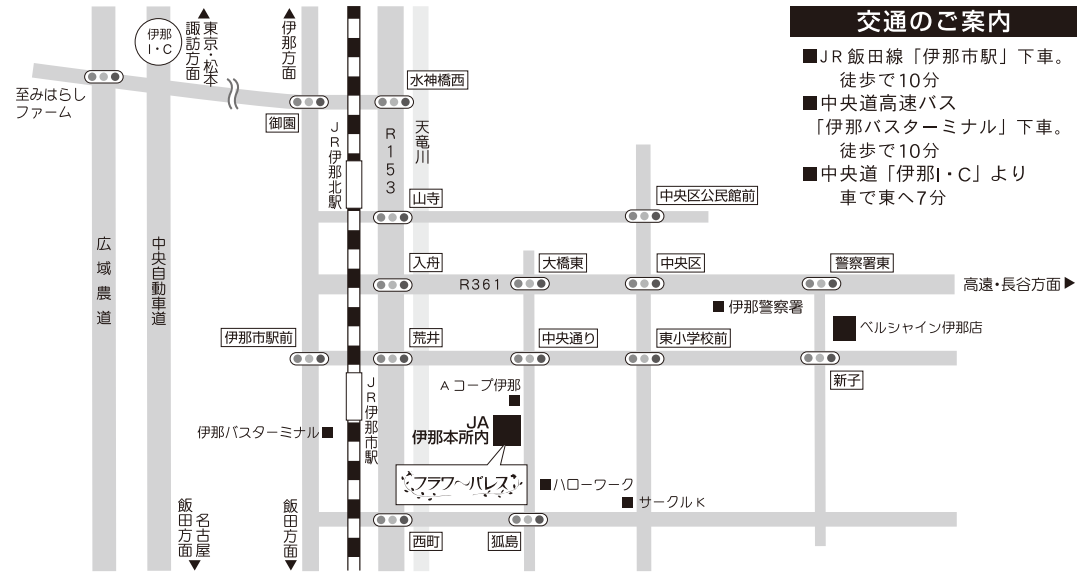 交通のご案内
■JR飯田線「伊那市駅」下車。
徒歩で10分
■中央道高速バス
「伊那バスターミナル」下車。
徒歩で10分
■中央道「伊那I・C」より
車で東へ7分
伊那
I・C
▲東京・松本
諏訪方面
▲伊那方面
至みはらし
ファーム
御園
水神橋西
JR伊那北駅
R153
天竜川
山寺
中央区公民館前
広域農道
中央自動車道
入舟
R361
大橋東
中央区
警察署東
高遠・長谷方面▶
■伊那警察署
ベルシャイン伊那店
伊那市駅前
荒井
中央通り
東小学校前
新子
Aコープ伊那
JR伊那市駅
JA
伊那本所内
伊那バスターミナル■
フラワ〜パレス
■ハローワーク
■サークルK
西町
狐島
名古屋▼
飯田方面
飯田方面▼